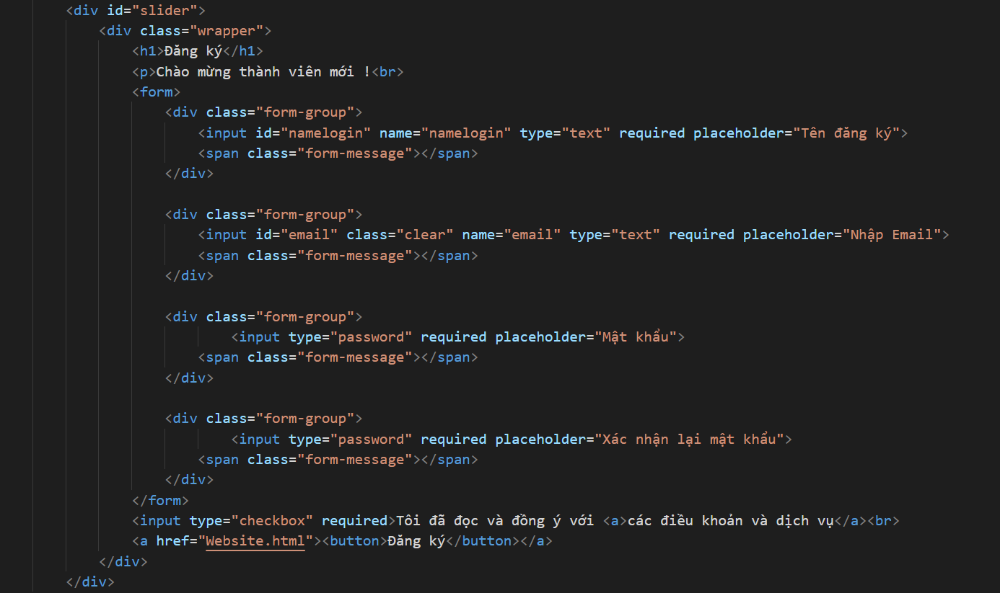 <div id="slider">
<div class="wrapper">
<h1>Đăng ký</h1>
<p>Chào mừng thành viên mới !<br>
<form>
<div class="form-group">
<input id="namelogin" name="namelogin" type="text" required placeholder="Tên đăng ký">
<span class="form-message"></span>
</div>
<div class="form-group">
<input id="email" class="clear" name="email" type="text" required placeholder="Nhập Email">
<span class="form-message"></span>
</div>
<div class="form-group">
<input type="password" required placeholder="Mật khẩu">
<span class="form-message"></span>
</div>
<div class="form-group">
<input type="password" required placeholder="Xác nhận lại mật khẩu">
<span class="form-message"></span>
</div>
</form>
<input type="checkbox" required>Tôi đã đọc và đồng ý với <a>các điều khoản và dịch vụ</a><br>
<a href="Website.html"><button>Đăng ký</button></a>
</div>
</div>